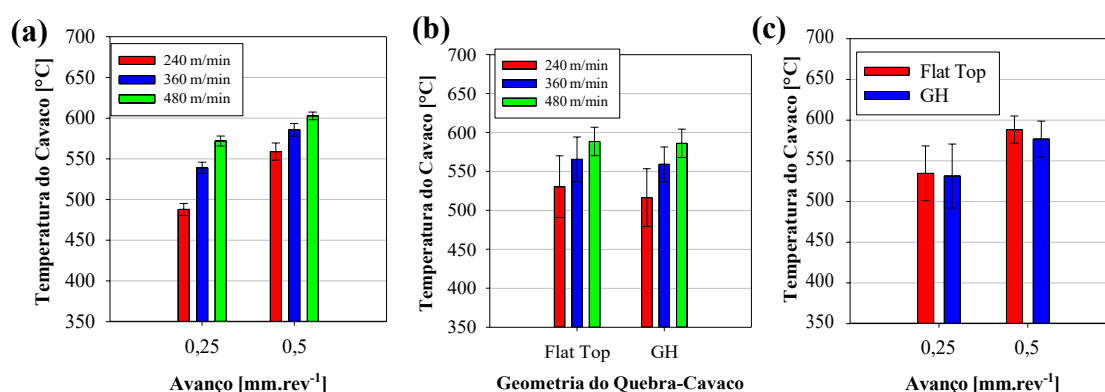 (a)
Temperatura do Cavaco [°C]
700
650
600
550
500
450
400
350
240 m/min
360 m/min
480 m/min
0,25
0,5
Avanço [mm.rev⁻¹]
(b)
Temperatura do Cavaco [°C]
700
650
600
550
500
450
400
350
240 m/min
360 m/min
480 m/min
Flat Top
GH
Geometria do Quebra-Cavaco
(c)
Temperatura do Cavaco [°C]
700
650
600
550
500
450
400
350
Flat Top
GH
0,25
0,5
Avanço [mm.rev⁻¹]